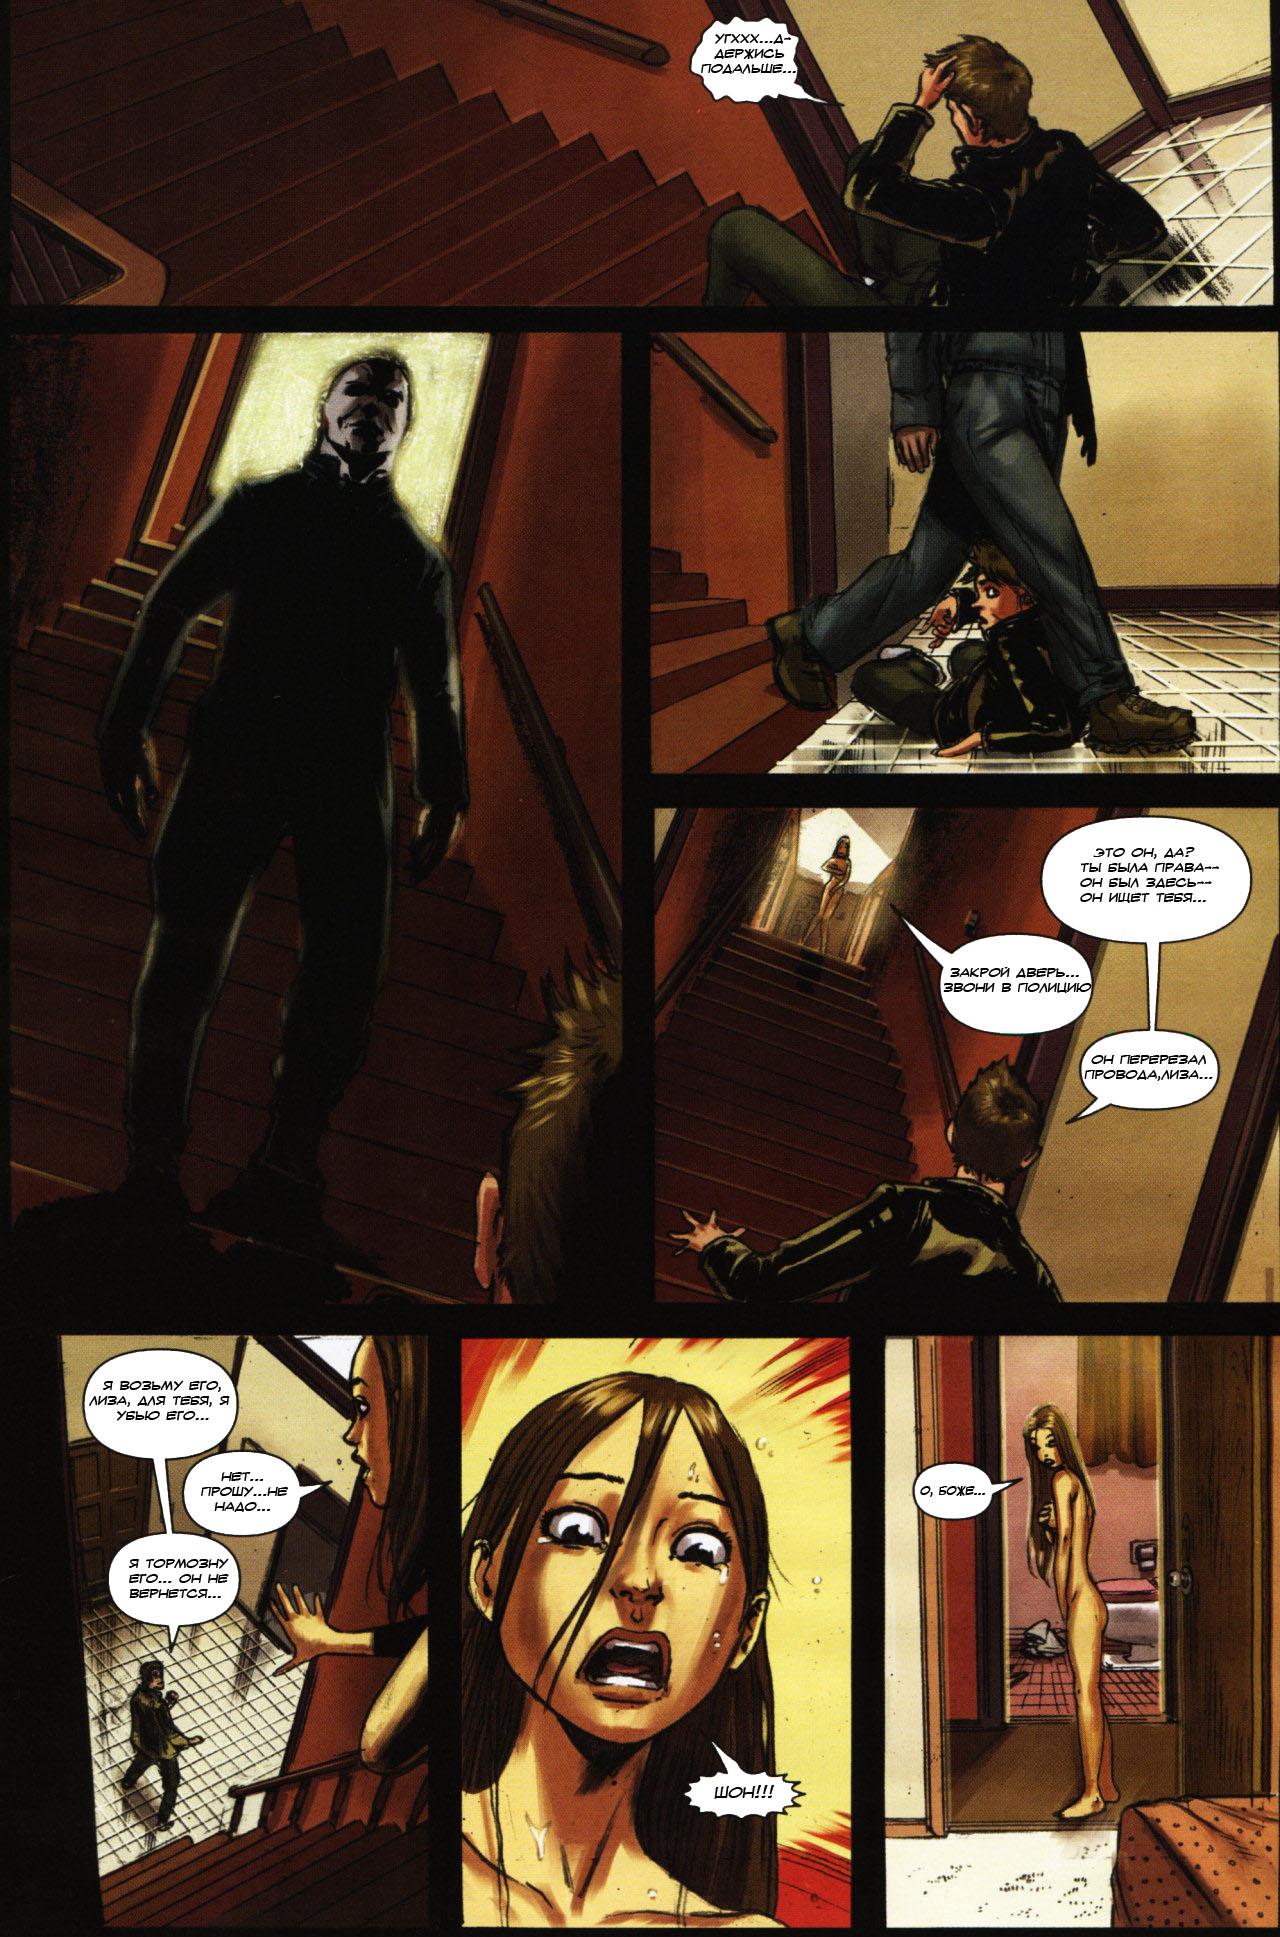 УГХХХ...Д-
ДЕРЖИСЬ
ПОДАЛЬШЕ...
ЭТО ОН, ДА?
ТЫ БЫЛА ПРАВА--
ОН БЫЛ ЗДЕСЬ--
ОН ИЩЕТ ТЕБЯ...
ЗАКРОЙ ДВЕРЬ...
ЗВОНИ В ПОЛИЦИЮ
ОН ПЕРЕРЕЗАЛ
ПРОВОДА,ЛИЗА...
Я ВОЗЬМУ ЕГО,
ЛИЗА, ДЛЯ ТЕБЯ, Я
УБЬЮ ЕГО...
НЕТ...
ПРОШУ...НЕ
НАДО...
Я ТОРМОЗНУ
ЕГО... ОН НЕ
ВЕРНЕТСЯ...
ШОН!!!
О, БОЖЕ...